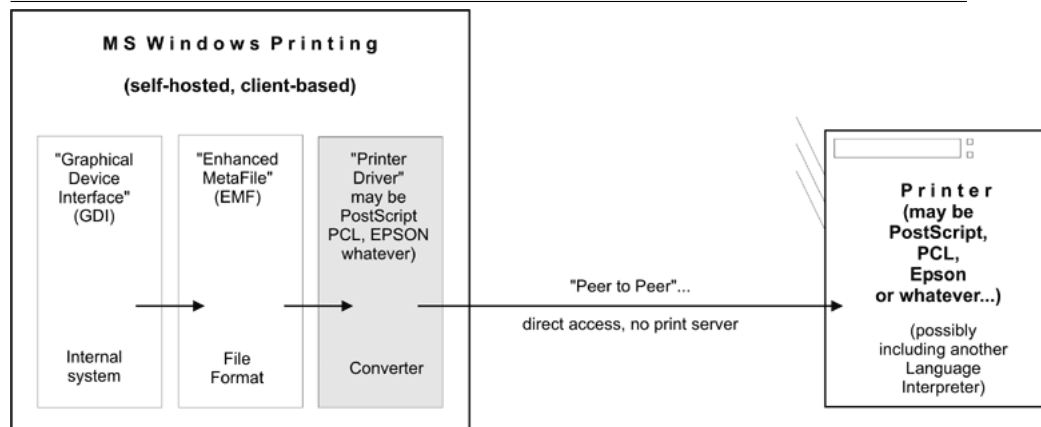 MS Windows Printing
(self-hosted, client-based)
"Graphical
Device
Interface"
(GDI)
Internal
system
"Enhanced
MetaFile"
(EMF)
File
Format
"Printer
Driver"
may be
PostScript
PCL, EPSON
whatever)
Converter
"Peer to Peer"...
direct access, no print server
Printer
(may be
PostScript,
PCL,
Epson
or whatever...)
(possibly
including another
Language
Interpreter)